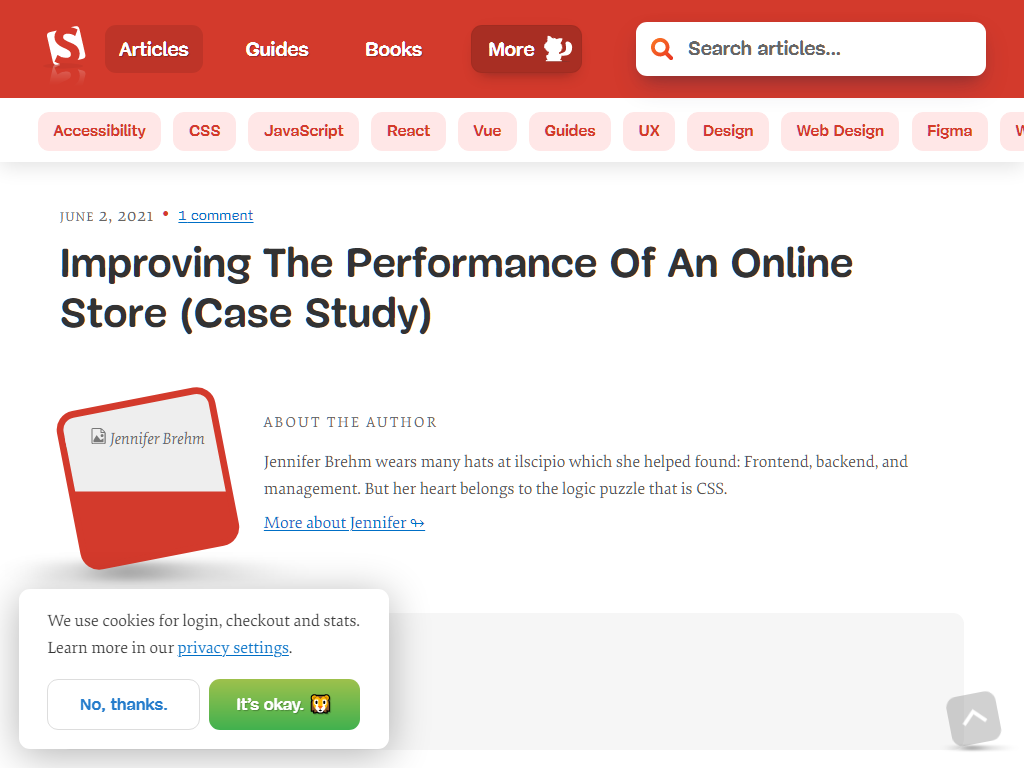 Articles Guides Books More Search articles...
Accessibility CSS JavaScript React Vue Guides UX Design Web Design Figma
JUNE 2, 2021 • 1 comment
Improving The Performance Of An Online
Store (Case Study)
Jennifer Brehm
ABOUT THE AUTHOR
Jennifer Brehm wears many hats at ilscipio which she helped found: Frontend, backend, and
management. But her heart belongs to the logic puzzle that is CSS.
More about Jennifer ↬
We use cookies for login, checkout and stats.
Learn more in our privacy settings.
No, thanks. It's okay.